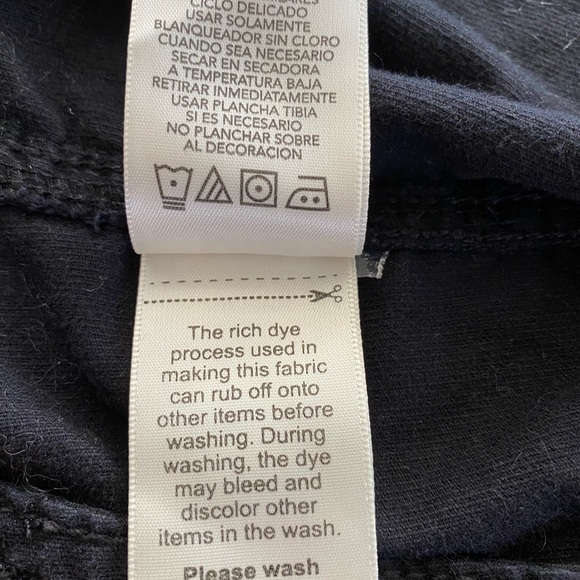 CICLO DELICADO
USAR SOLAMENTE
BLANQUEADOR SIN CLORO
CUANDO SEA NECESARIO
SECAR EN SECADORA
A TEMPERATURA BAJA
RETIRAR INMEDIATAMENTE
USAR PLANCHA TIBIA
SI ES NECESARIO
NO PLANCHAR SOBRE
AL DECORACION
The rich dye
process used in
making this fabric
can rub off onto
other items before
washing. During
washing, the dye
may bleed and
discolor other
items in the wash.
Please wash